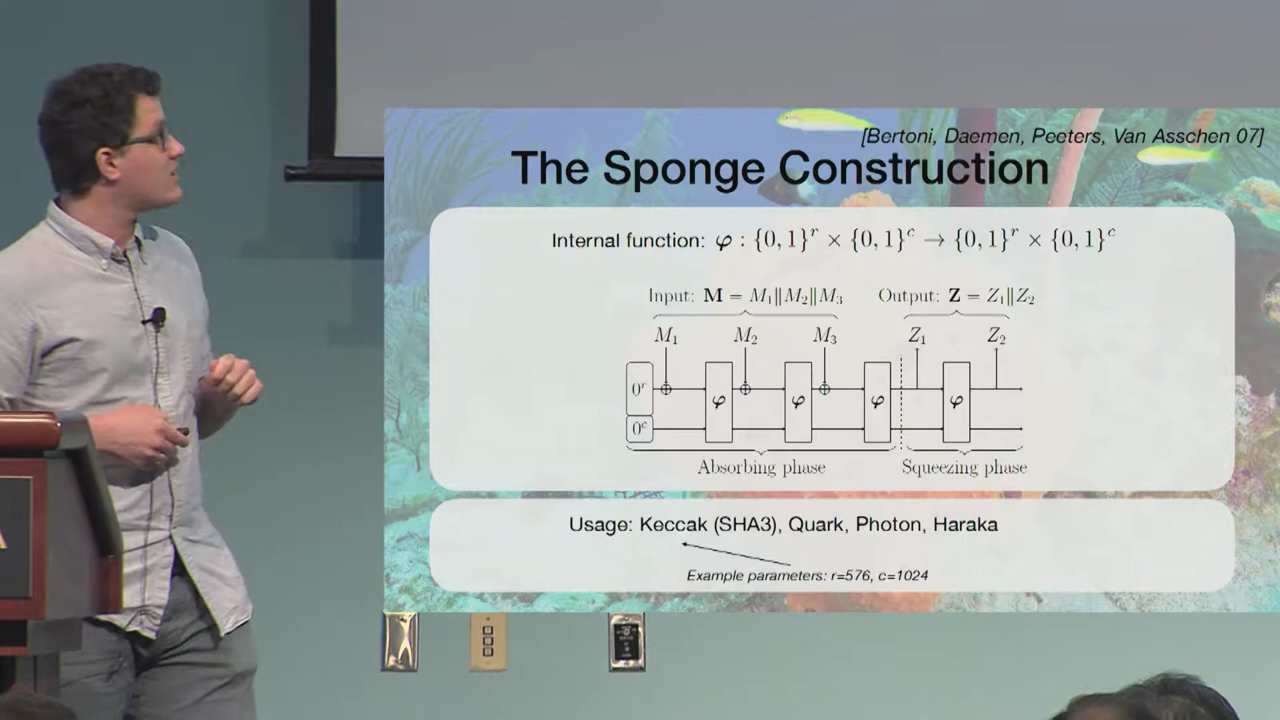 [Bertoni, Daemen, Peeters, Van Asschen 07]
The Sponge Construction
Internal function: φ : {0, 1}^r × {0, 1}^c → {0, 1}^r × {0, 1}^c
Input: M = M₁‖M₂‖M₃ Output: Z = Z₁‖Z₂
M₁ M₂ M₃ Z₁ Z₂
0^r
φ φ φ φ
0^c
Absorbing phase Squeezing phase
Usage: Keccak (SHA3), Quark, Photon, Haraka
Example parameters: r=576, c=1024
A